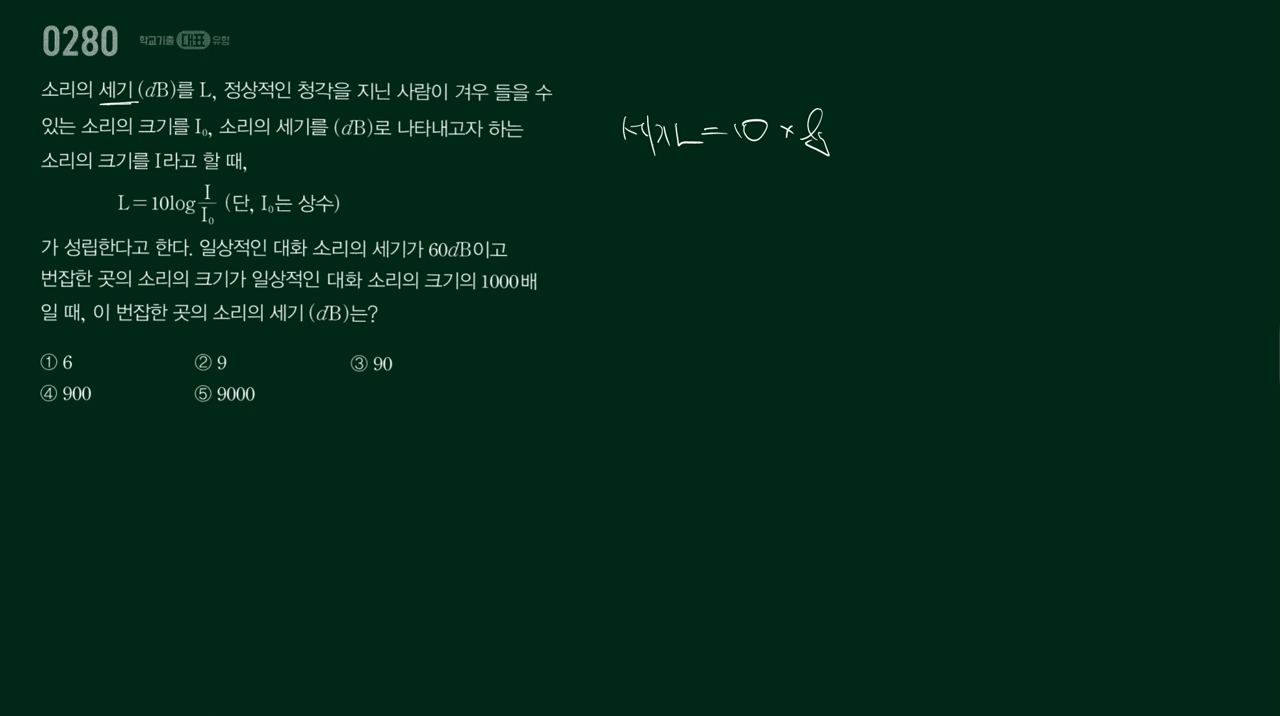 0280 학교기출 대표 유형
소리의 세기(dB)를 L, 정상적인 청각을 지닌 사람이 겨우 들을 수
있는 소리의 크기를 I₀, 소리의 세기를 (dB)로 나타내고자 하는
소리의 크기를 I라고 할 때,
L=10log I/I₀ (단, I₀는 상수)
가 성립한다고 한다. 일상적인 대화 소리의 세기가 60dB이고
번잡한 곳의 소리의 크기가 일상적인 대화 소리의 크기의 1000배
일 때, 이 번잡한 곳의 소리의 세기(dB)는?
① 6 ② 9 ③ 90
④ 900 ⑤ 9000
세기L=10×log